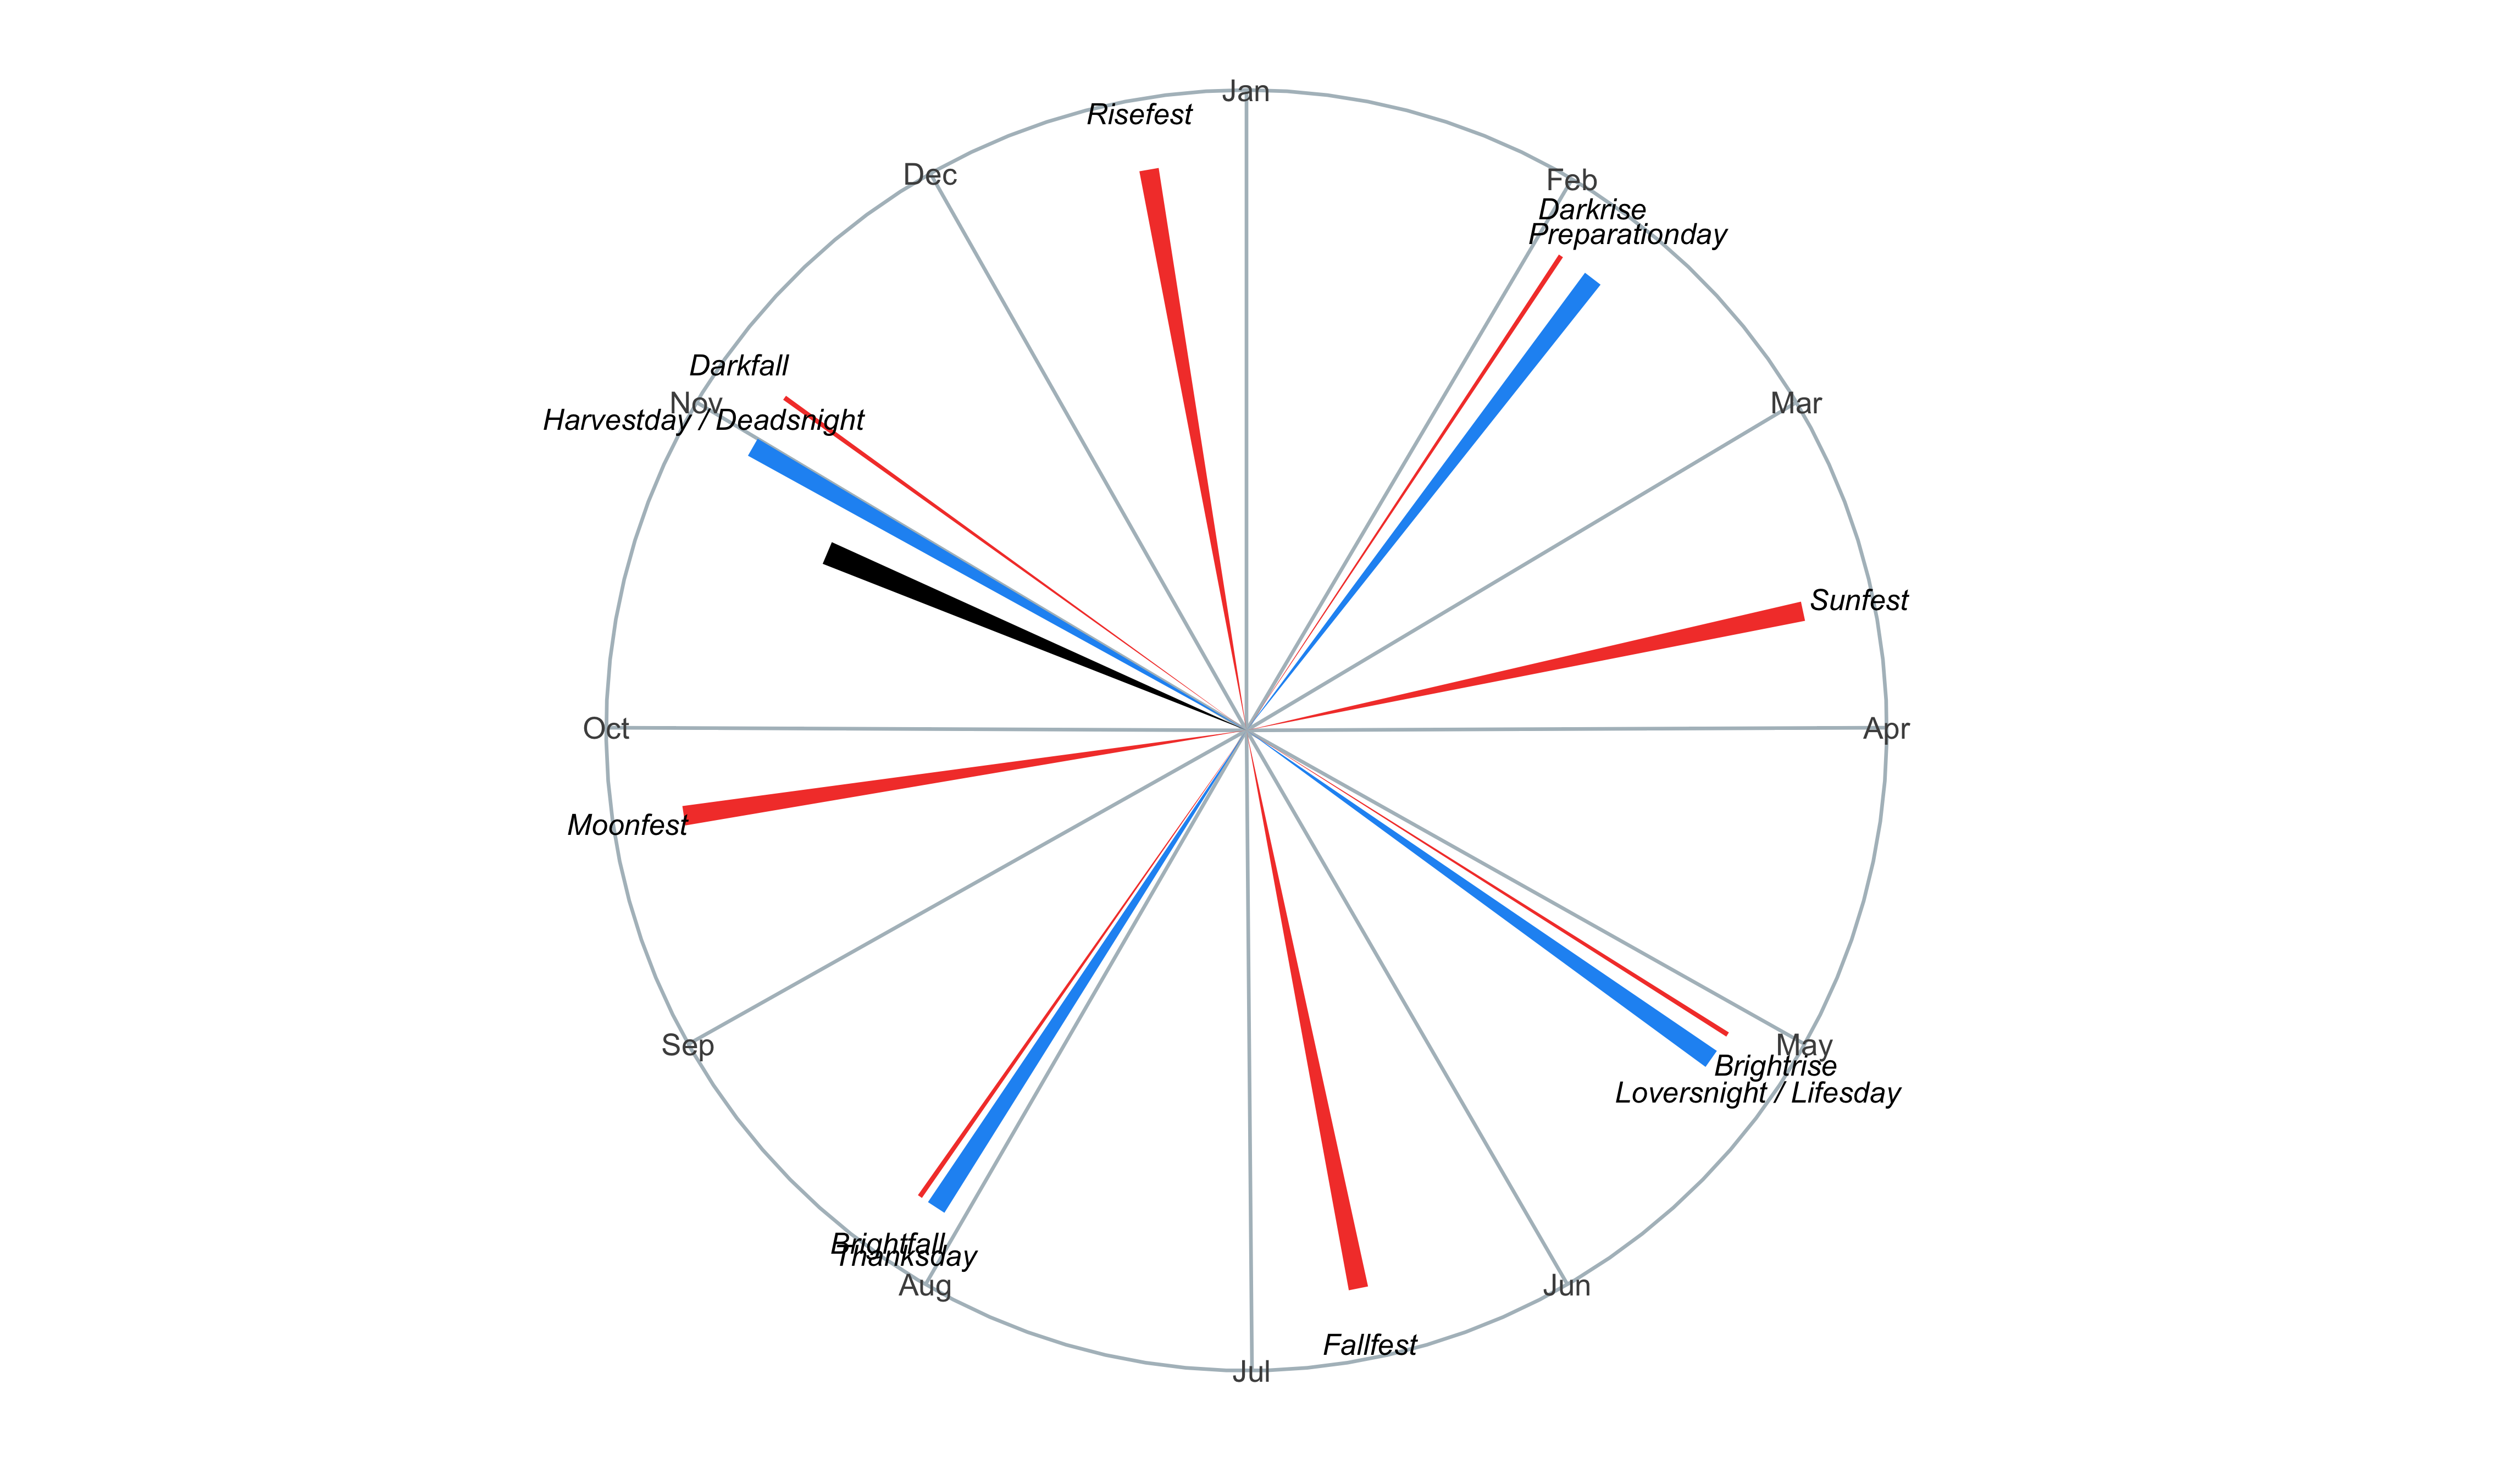 Jan
Risefest
Dec
Feb
Darkrise
Preparationday
Darkfall
Nov
Mar
Harvestday / Deadsnight
Sunfest
Oct
Apr
Moonfest
Sep
May
Brightrise
Loversnight / Lifesday
Brightfall
Thanksday
Aug
Jun
Fallfest
Jul